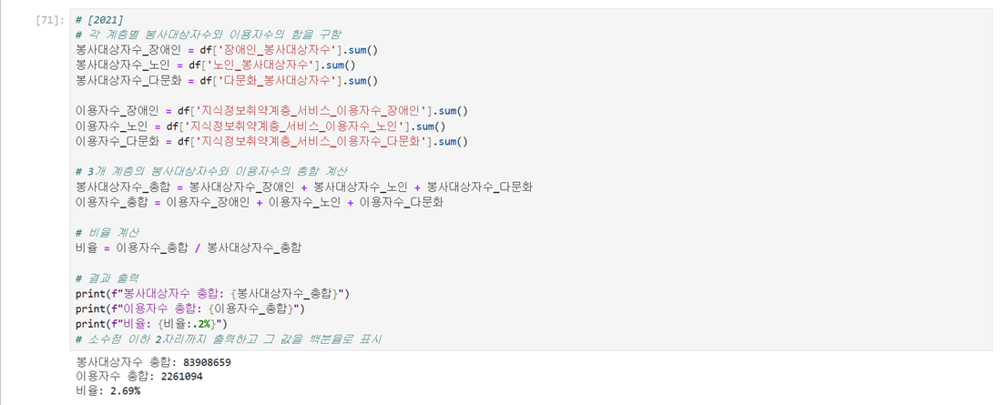 [71]: # [2021]
# 각 계층별 봉사대상자수와 이용자수의 합을 구함
봉사대상자수_장애인 = df['장애인_봉사대상자수'].sum()
봉사대상자수_노인 = df['노인_봉사대상자수'].sum()
봉사대상자수_다문화 = df['다문화_봉사대상자수'].sum()
이용자수_장애인 = df['지식정보취약계층_서비스_이용자수_장애인'].sum()
이용자수_노인 = df['지식정보취약계층_서비스_이용자수_노인'].sum()
이용자수_다문화 = df['지식정보취약계층_서비스_이용자수_다문화'].sum()
# 3개 계층의 봉사대상자수와 이용자수의 총합 계산
봉사대상자수_총합 = 봉사대상자수_장애인 + 봉사대상자수_노인 + 봉사대상자수_다문화
이용자수_총합 = 이용자수_장애인 + 이용자수_노인 + 이용자수_다문화
# 비율 계산
비율 = 이용자수_총합 / 봉사대상자수_총합
# 결과 출력
print(f"봉사대상자수 총합: {봉사대상자수_총합}")
print(f"이용자수 총합: {이용자수_총합}")
print(f"비율: {비율:.2%}")
# 소수점 이하 2자리까지 출력하고 그 값을 백분율로 표시
봉사대상자수 총합: 83908659
이용자수 총합: 2261094
비율: 2.69%